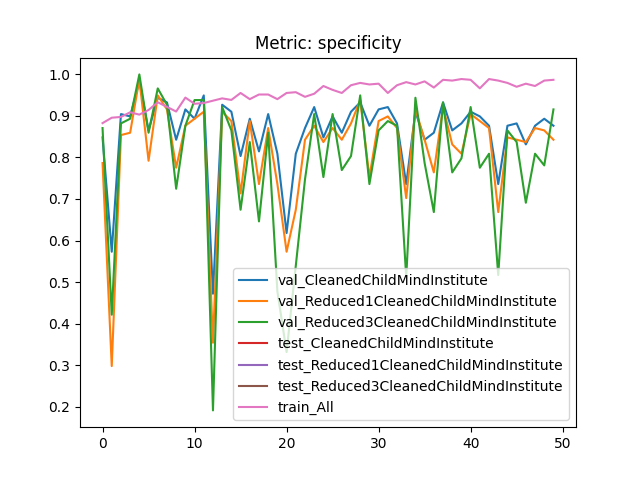 Metric: specificity
1.0
0.9
0.8
0.7
0.6
0.5
0.4
0.3
0.2
val_CleanedChildMindInstitute
val_Reduced1CleanedChildMindInstitute
val_Reduced3CleanedChildMindInstitute
test_CleanedChildMindInstitute
test_Reduced1CleanedChildMindInstitute
test_Reduced3CleanedChildMindInstitute
train_All
0 10 20 30 40 50